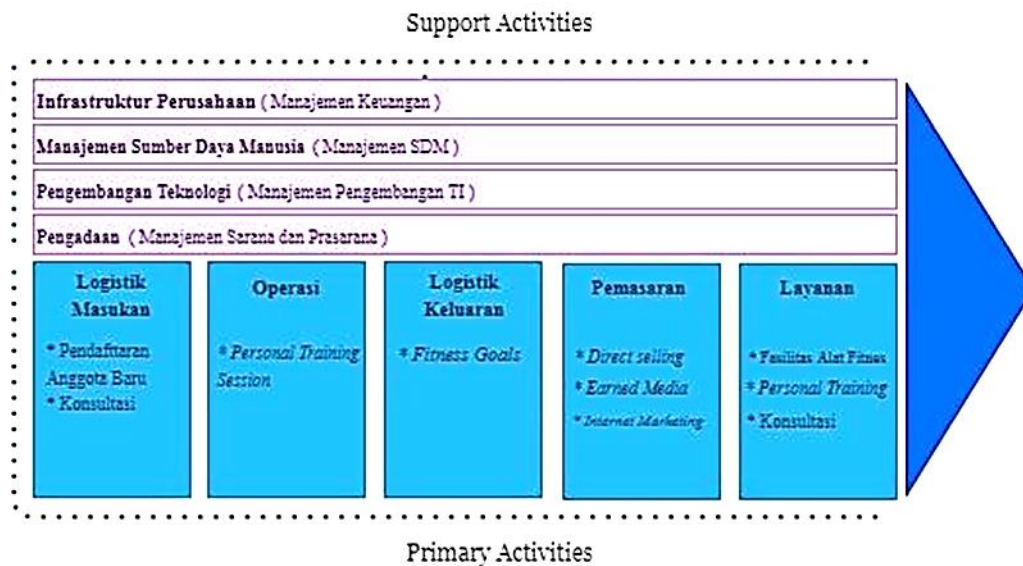 Support Activities
Infrastruktur Perusahaan ( Manajemen Keuangan )
Manajemen Sumber Daya Manusia ( Manajemen SDM )
Pengembangan Teknologi ( Manajemen Pengembangan TI )
Pengadaan ( Manajemen Sarana dan Prasarana )
Logistik
Masukan
* Pendafttaran
Anggota Baru
* Konsultasi
Operasi
* Personal Training
Session
Logistik
Keluaran
* Fitness Goals
Pemasaran
* Direct selling
* Earned Media
* Internet Marketing
Layanan
* Fasilitas Alat Fitnes
* Personal Training
* Konsultasi
Primary Activities